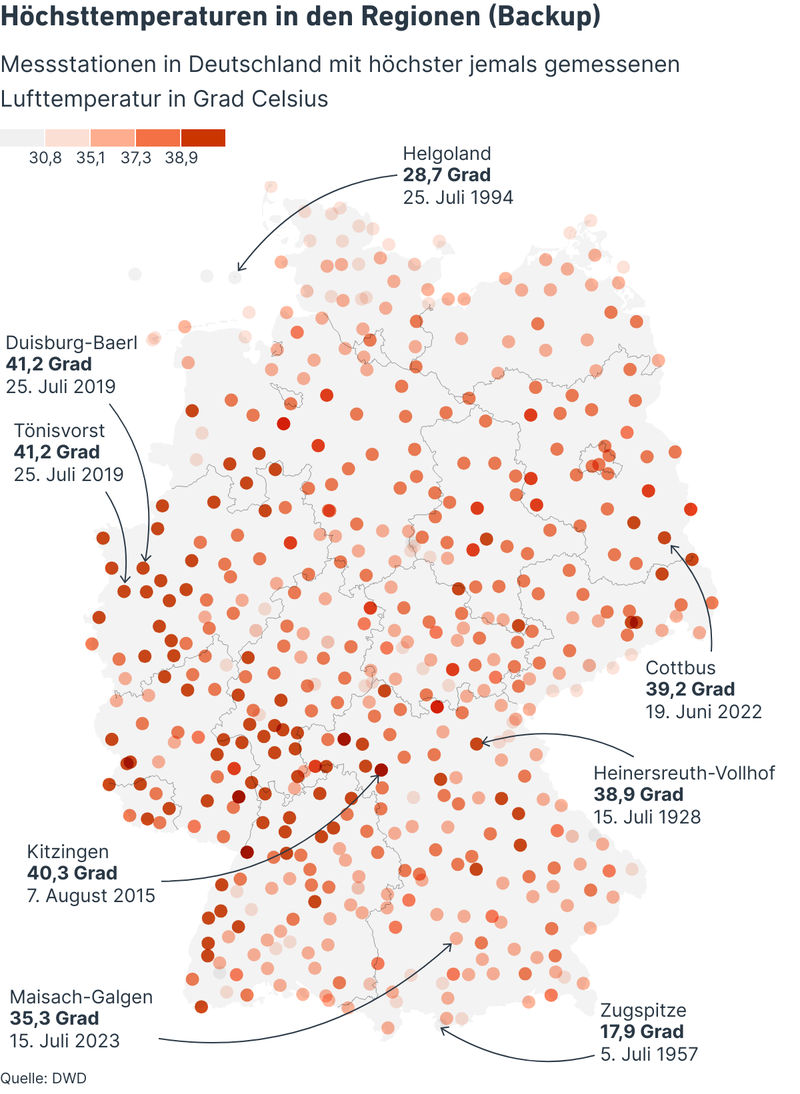 Höchsttemperaturen in den Regionen (Backup)
Messstationen in Deutschland mit höchster jemals gemessenen
Lufttemperatur in Grad Celsius
30,8 35,1 37,3 38,9
Helgoland
28,7 Grad
25. Juli 1994
Duisburg-Baerl
41,2 Grad
25. Juli 2019
Tönisvorst
41,2 Grad
25. Juli 2019
Cottbus
39,2 Grad
19. Juni 2022
Heinersreuth-Vollhof
38,9 Grad
15. Juli 1928
Kitzingen
40,3 Grad
7. August 2015
Maisach-Galgen
35,3 Grad
15. Juli 2023
Zugspitze
17,9 Grad
5. Juli 1957
Quelle: DWD